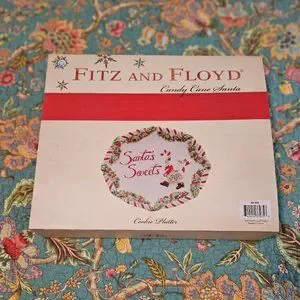 FITZ AND FLOYD®
Candy Cane Santa
Santa's
Sweets
Cookie Platter